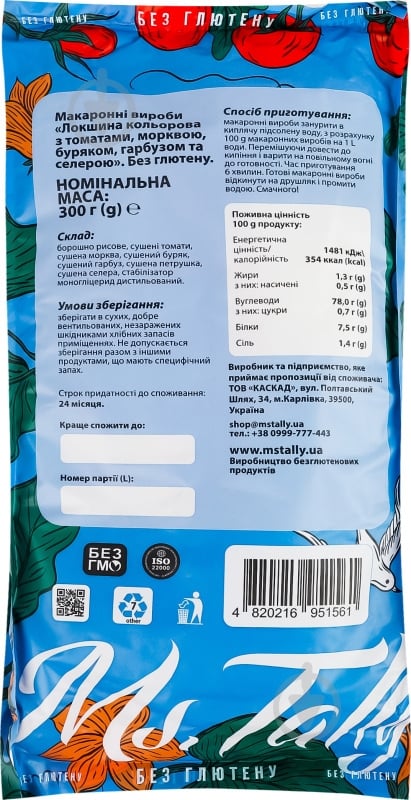 БЕЗ ГЛЮТЕНУ
БЕЗ ГЛЮТЕНУ
БЕЗ ГЛЮТЕНУ
Макаронні вироби
«Локшина кольорова
з томатами, морквою,
буряком, гарбузом та
селерою». Без глютену.
НОМІНАЛЬНА
МАСА:
300 г (g) ℮
Склад:
борошно рисове, сушені томати,
сушена морква, сушений буряк,
сушений гарбуз, сушена петрушка,
сушена селера, стабілізатор
моногліцерид дистильований.
Умови зберігання:
зберігати в сухих, добре
вентильованих, незаражених
шкідниками хлібних запасів
приміщеннях. Не допускається
зберігання разом з іншими
продуктами, що мають специфічний
запах.
Строк придатності до споживання:
24 місяця.
Краще спожити до:
Номер партії (L):
Спосіб приготування:
макаронні вироби занурити в
киплячу підсолену воду, з розрахунку
100 g макаронних виробів на 1 L
води. Перемішуючи довести до
кипіння і варити на повільному вогні
до готовності. Час приготування
6 хвилин. Готові макаронні вироби
відкинути на друшляк і промити
водою. Смачного!
Поживна цінність
100 g продукту:
Енергетична
цінність/ 1481 кДж\
калорійність 354 ккал (kcal)
Жири 1,3 г (g)
з них: насичені 0,5 г (g)
Вуглеводи 78,0 г (g)
з них: цукри 0,7 г (g)
Білки 7,5 г (g)
Сіль 1,4 г (g)
Виробник та підприємство, яке
приймає пропозиції від споживача:
ТОВ «КАСКАД», вул. Полтавський
Шлях, 34, м.Карлівка, 39500,
Україна
shop@mstally.ua
тел.: +38 0999-777-443
www.mstally.ua
Виробництво безглютенових
продуктів
БЕЗ
ГМО
ISO
22000
7
other
4 820216 951561
Ms. Tally
БЕЗ ГЛЮТЕНУ
БЕЗ ГЛЮТЕНУ
БЕЗ ГЛЮТЕНУ